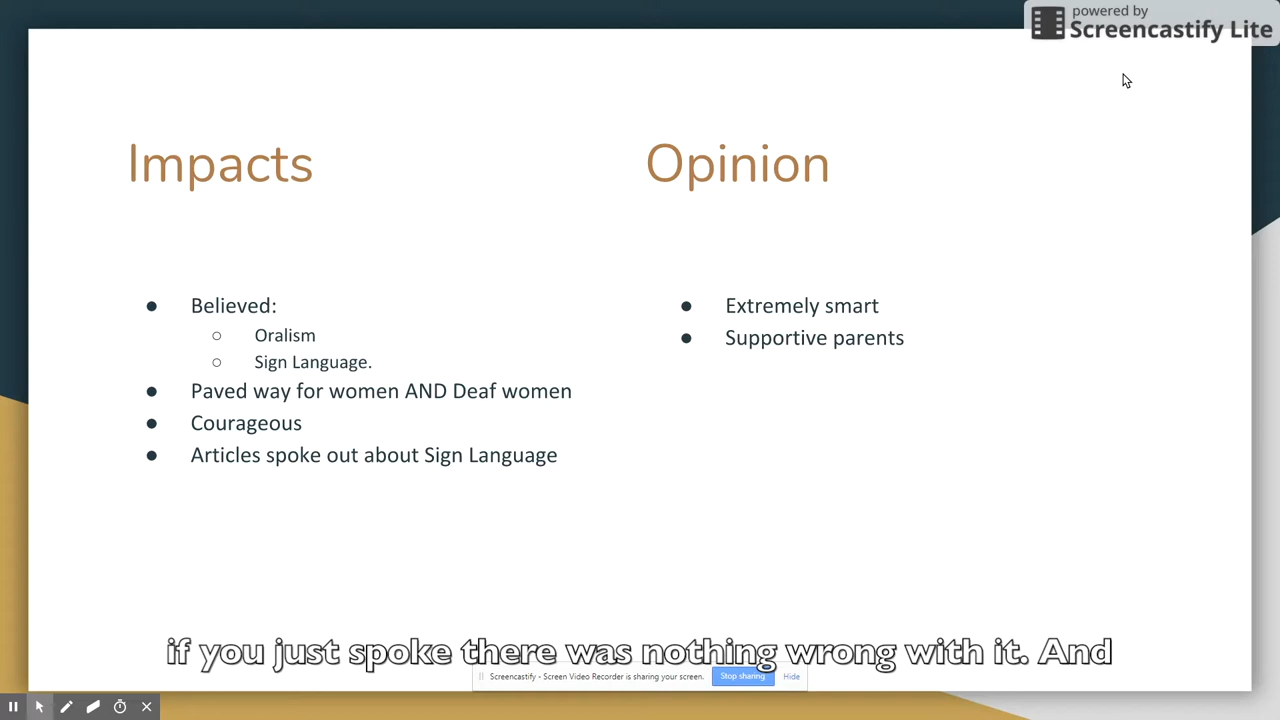 powered by
Screencastify Lite
Impacts
Believed:
Oralism
Sign Language.
Paved way for women AND Deaf women
Courageous
Articles spoke out about Sign Language
Opinion
Extremely smart
Supportive parents
if you just spoke there was nothing wrong with it. And
Screencastify - Screen Video Recorder is sharing your screen. Stop sharing Hide